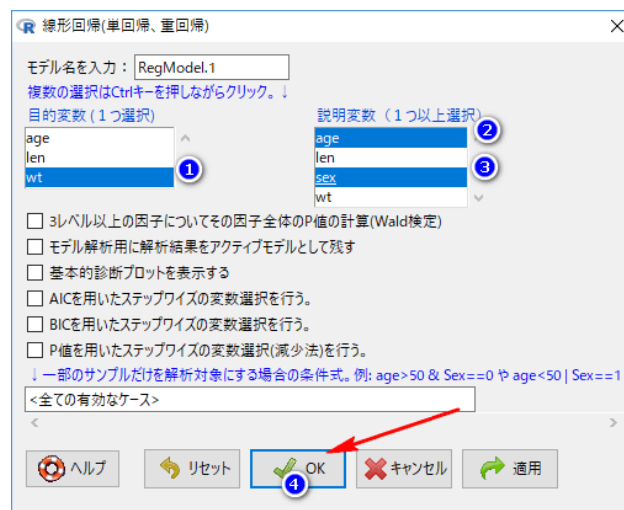 線形回帰(単回帰、重回帰)
モデル名を入力： RegModel.1
複数の選択はCtrlキーを押しながらクリック。↓
目的変数 (１つ選択)
age
len
wt
1
説明変数（１つ以上選択)
age
2
len
sex
3
wt
3レベル以上の因子についてその因子全体のP値の計算(Wald検定)
モデル解析用に解析結果をアクティブモデルとして残す
基本的診断プロットを表示する
AICを用いたステップワイズの変数選択を行う。
BICを用いたステップワイズの変数選択を行う。
P値を用いたステップワイズの変数選択(減少法)を行う。
↓一部のサンプルだけを解析対象にする場合の条件式。例: age>50 & Sex==0 や age<50 | Sex==1
<全ての有効なケース>
ヘルプ リセット OK キャンセル 適用
4